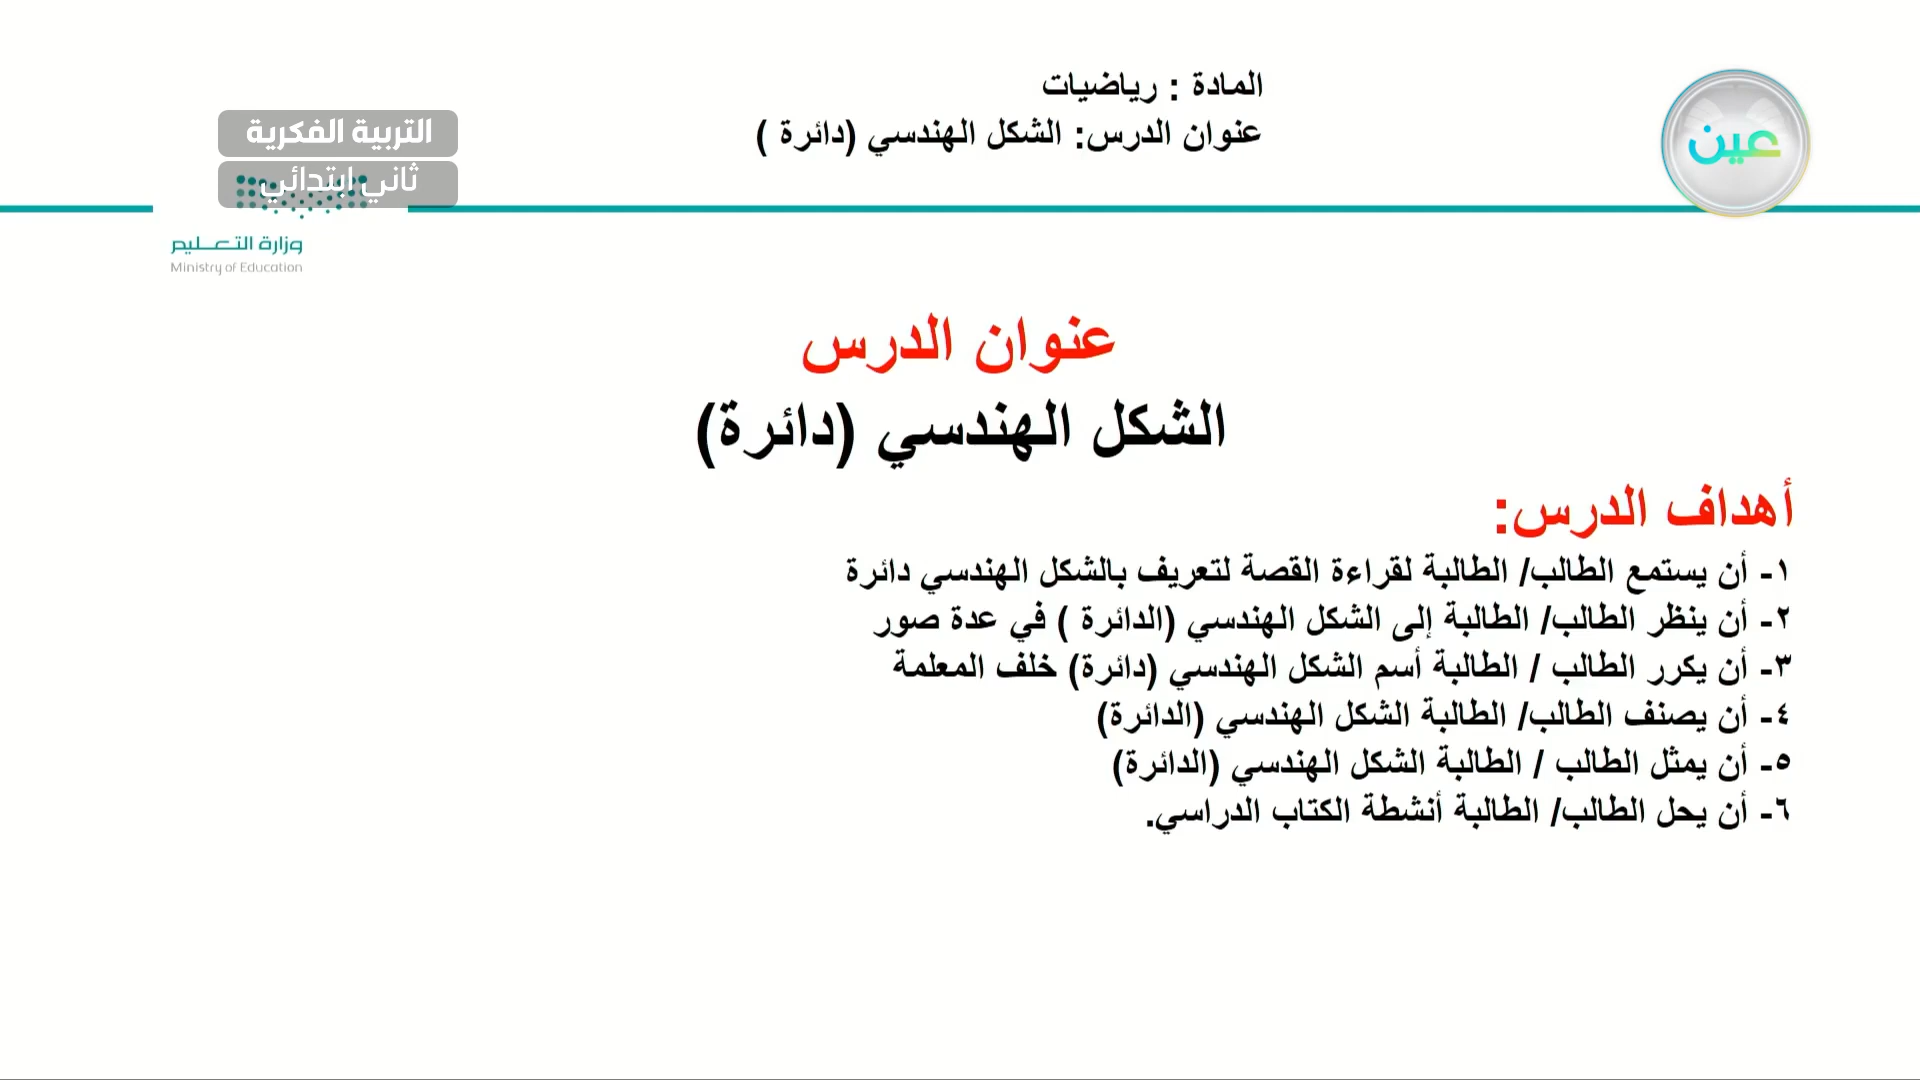 المادة : رياضيات
عنوان الدرس: الشكل الهندسي (دائرة )
عين
التربية الفكرية
ثاني ابتدائي
وزارة التعليم
Ministry of Education
عنوان الدرس
الشكل الهندسي (دائرة)
أهداف الدرس:
١- أن يستمع الطالب/ الطالبة لقراءة القصة لتعريف بالشكل الهندسي دائرة
٢- أن ينظر الطالب/ الطالبة إلى الشكل الهندسي (الدائرة ) في عدة صور
٣- أن يكرر الطالب / الطالبة أسم الشكل الهندسي (دائرة) خلف المعلمة
٤- أن يصنف الطالب/ الطالبة الشكل الهندسي (الدائرة)
٥- أن يمثل الطالب / الطالبة الشكل الهندسي (الدائرة)
٦- أن يحل الطالب/ الطالبة أنشطة الكتاب الدراسي.